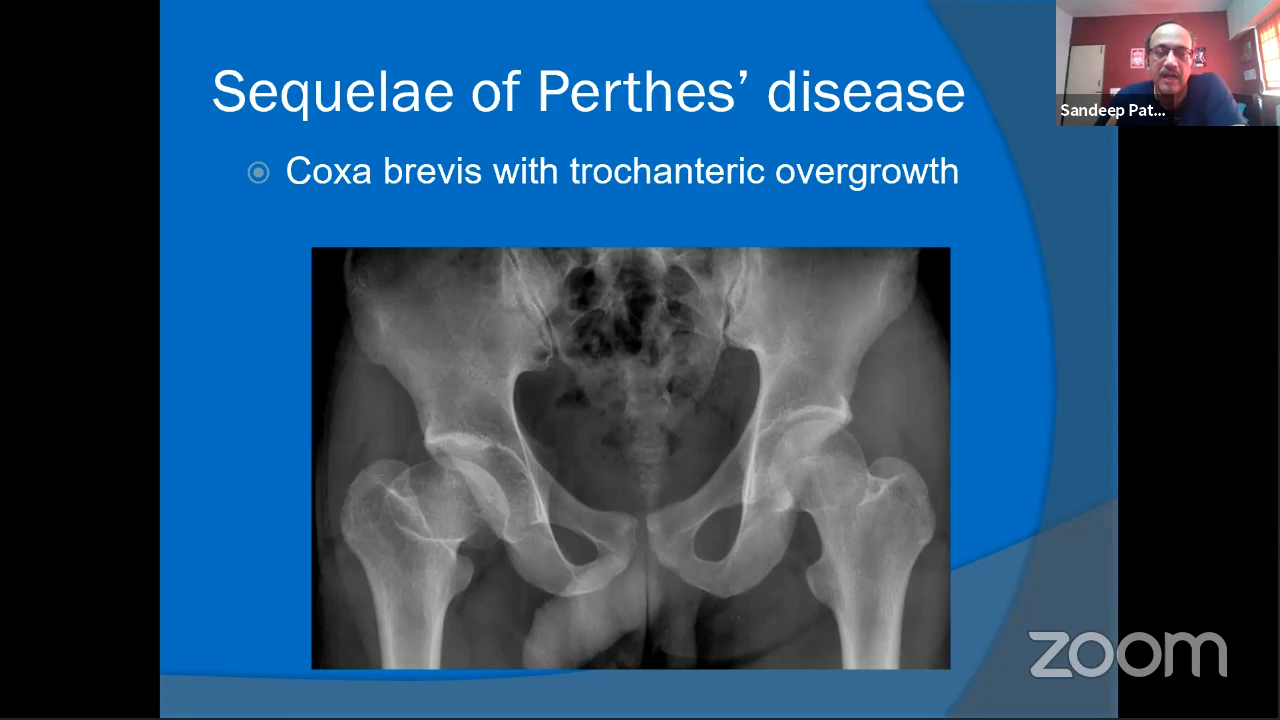 Sequelae of Perthes’ disease
Coxa brevis with trochanteric overgrowth
Sandeep Pat...
zoom